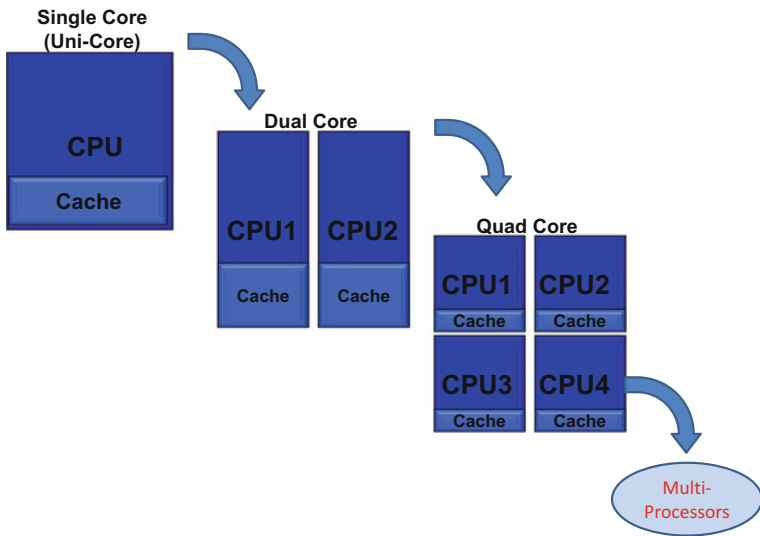 Single Core
(Uni-Core)
CPU
Cache
Dual Core
CPU1
CPU2
Cache
Cache
Quad Core
CPU1
CPU2
Cache
Cache
CPU3
CPU4
Cache
Cache
Multi-
Processors